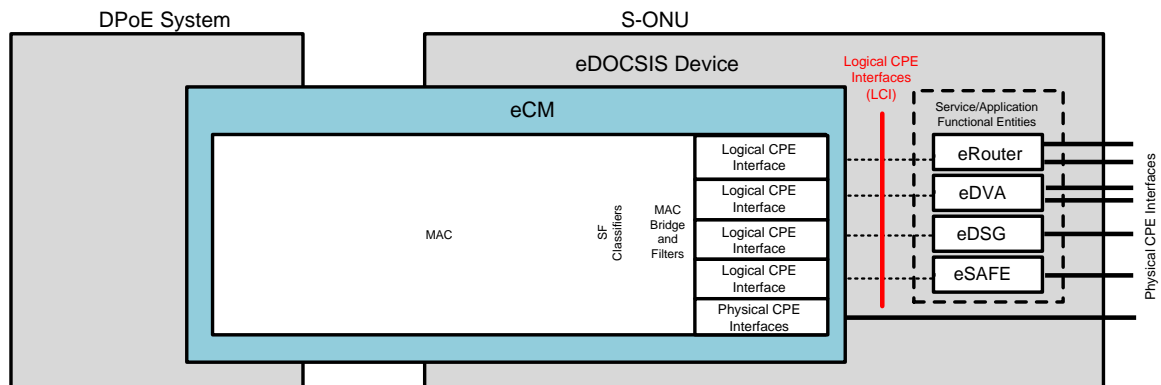 DPoE System
S-ONU
eDOCSIS Device
Logical CPE
Interfaces
(LCI)
eCM
Service/Application
Functional Entities
Logical CPE
Interface
eRouter
Logical CPE
Interface
eDVA
MAC
SF
Classifiers
MAC
Bridge
and
Filters
Logical CPE
Interface
eDSG
Logical CPE
Interface
eSAFE
Physical CPE
Interfaces
Physical CPE Interfaces